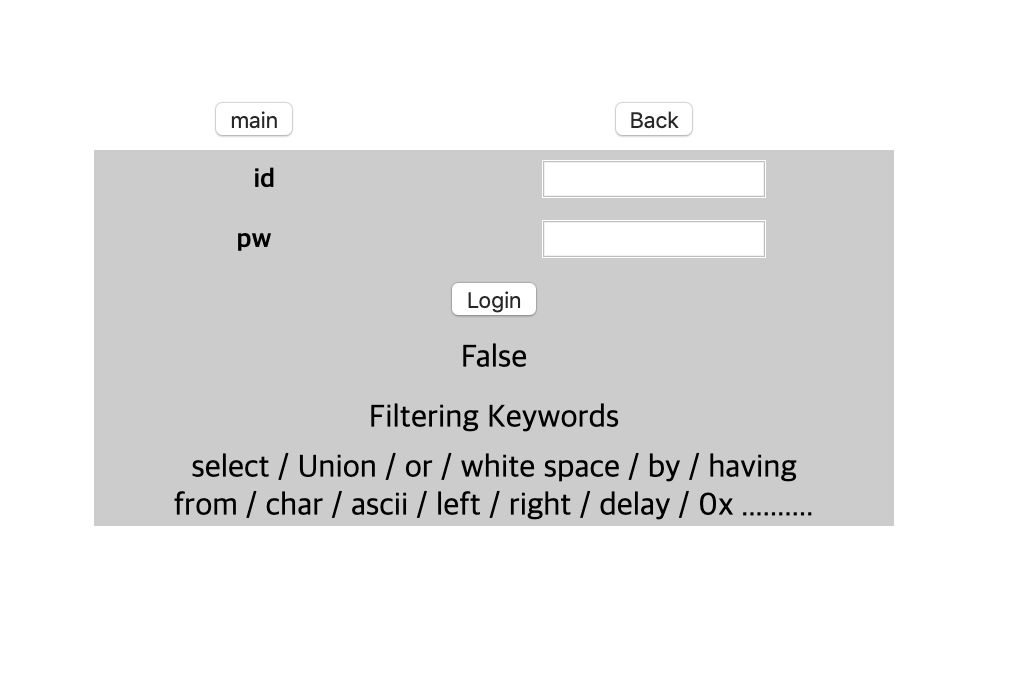 main Back
id
pw
Login
False
Filtering Keywords
select / Union / or / white space / by / having
from / char / ascii / left / right / delay / 0x ..........